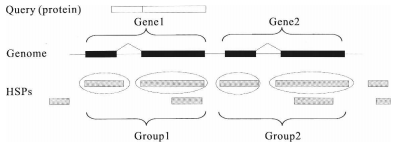 Query (protein)
Gene1 Gene2
Genome
HSPs
Group1 Group2